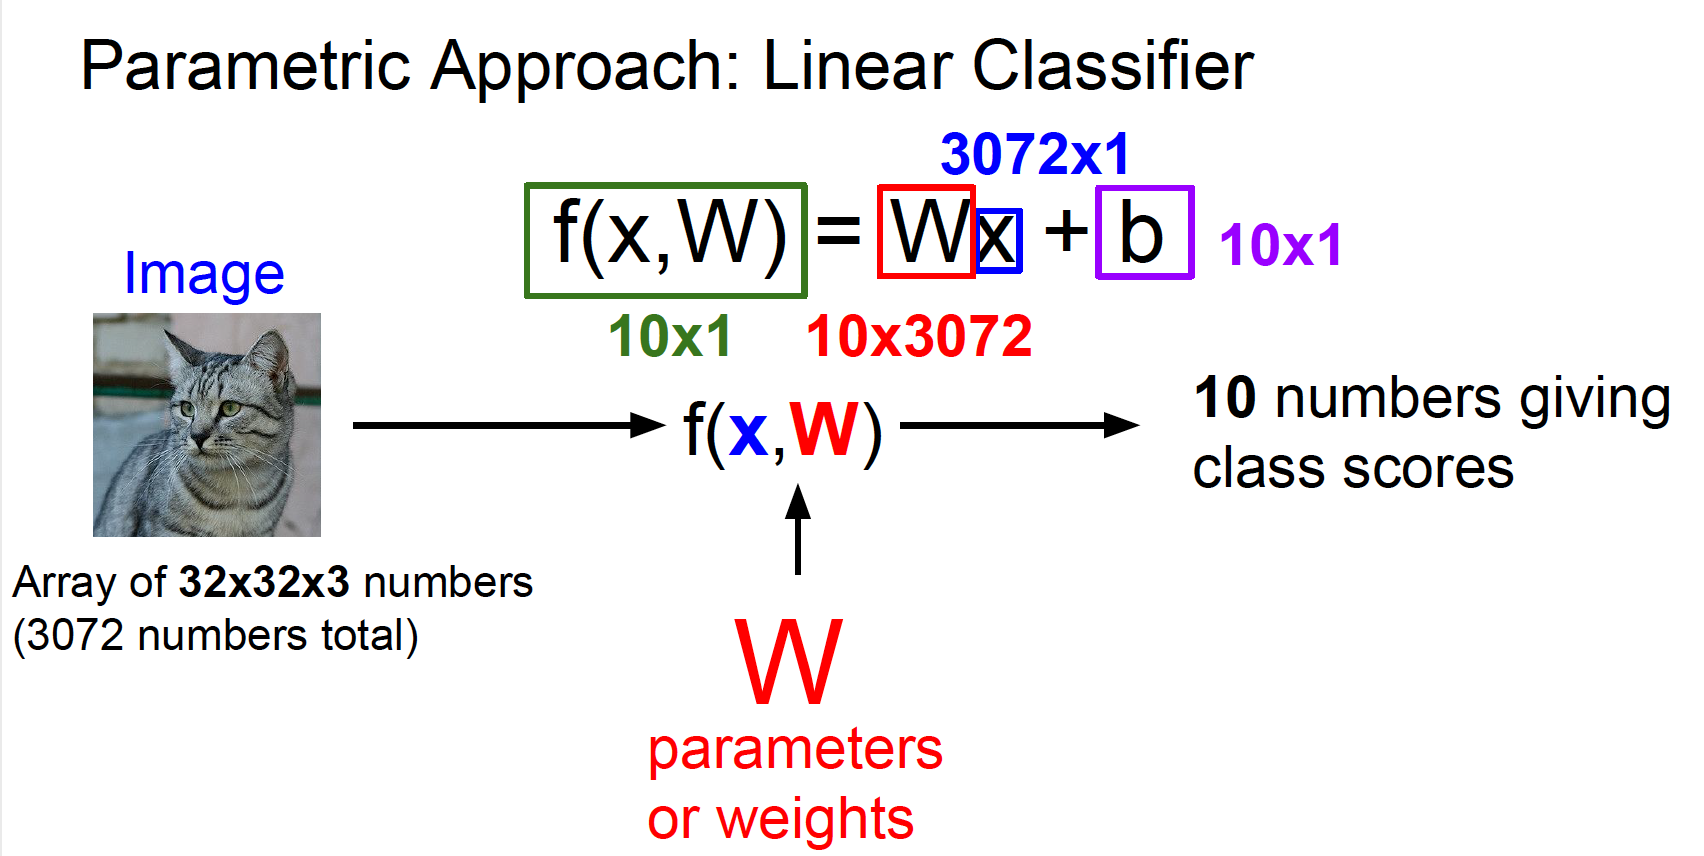 Parametric Approach: Linear Classifier
3072x1
f(x,W) = Wx + b
10x1
Image
10x1
10x3072
f(x,W)
10 numbers giving
class scores
Array of 32x32x3 numbers
(3072 numbers total)
W
parameters
or weights